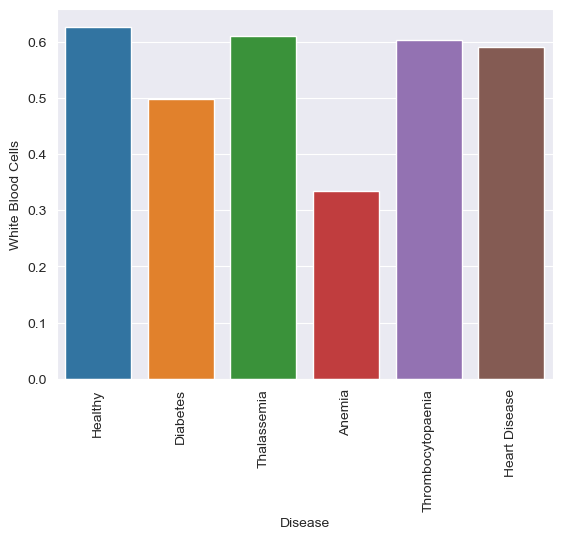 White Blood Cells
0.6
0.5
0.4
0.3
0.2
0.1
0.0
Healthy
Diabetes
Thalassemia
Anemia
Thrombocytopaenia
Heart Disease
Disease